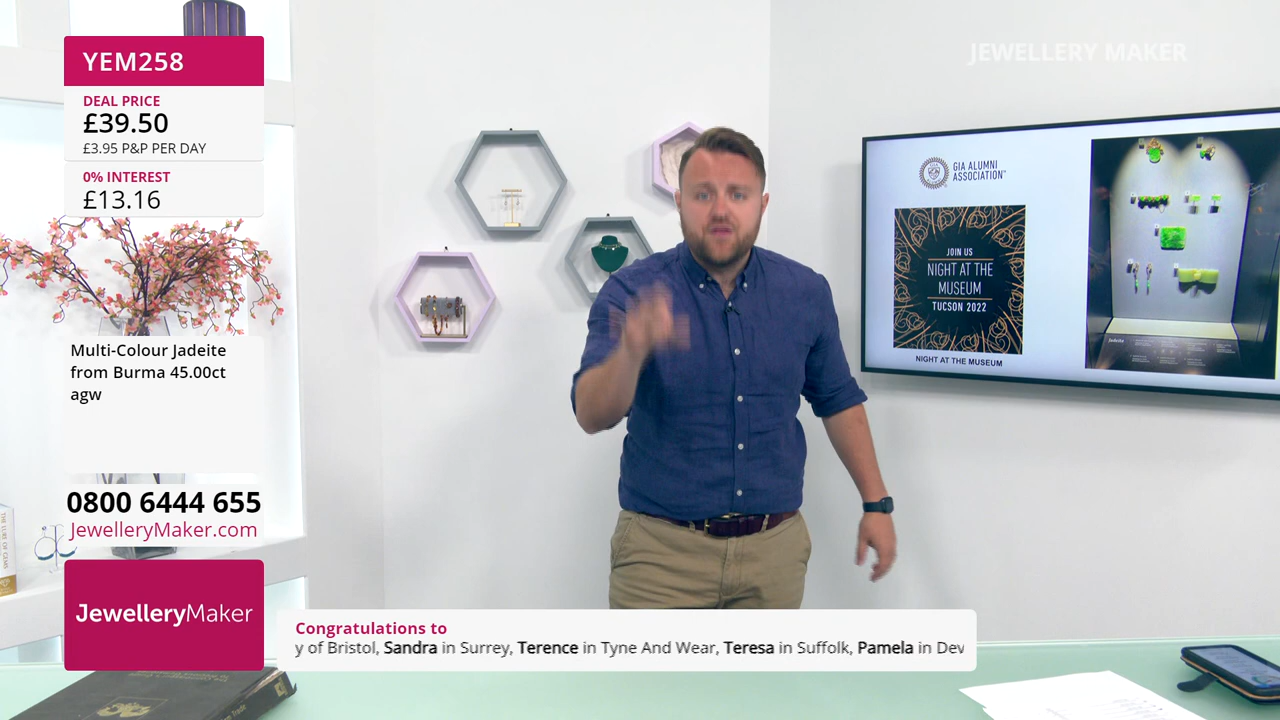 YEM258
DEAL PRICE
£39.50
£3.95 P&P PER DAY
0% INTEREST
£13.16
Multi-Colour Jadeite
from Burma 45.00ct
agw
0800 6444 655
JewelleryMaker.com
JewelleryMaker
Congratulations to
y of Bristol, Sandra in Surrey, Terence in Tyne And Wear, Teresa in Suffolk, Pamela in Dev
JEWELLERY MAKER
GIA ALUMNI
ASSOCIATION
JOIN US
NIGHT AT THE
MUSEUM
TUCSON 2022
NIGHT AT THE MUSEUM
Jadeite